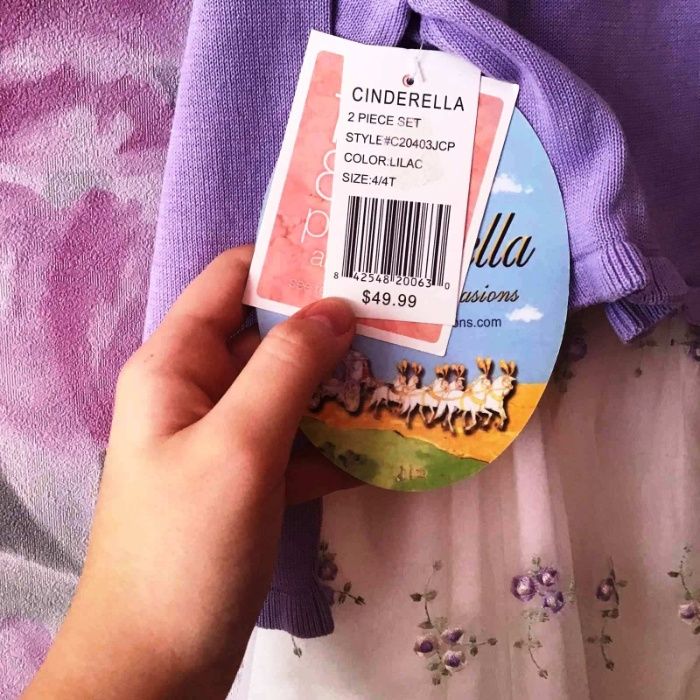 CINDERELLA
2 PIECE SET
STYLE#C20403JCP
COLOR:LILAC
SIZE:4/4T
8 42548 20063 0
$49.99
ella
asions
ons.com